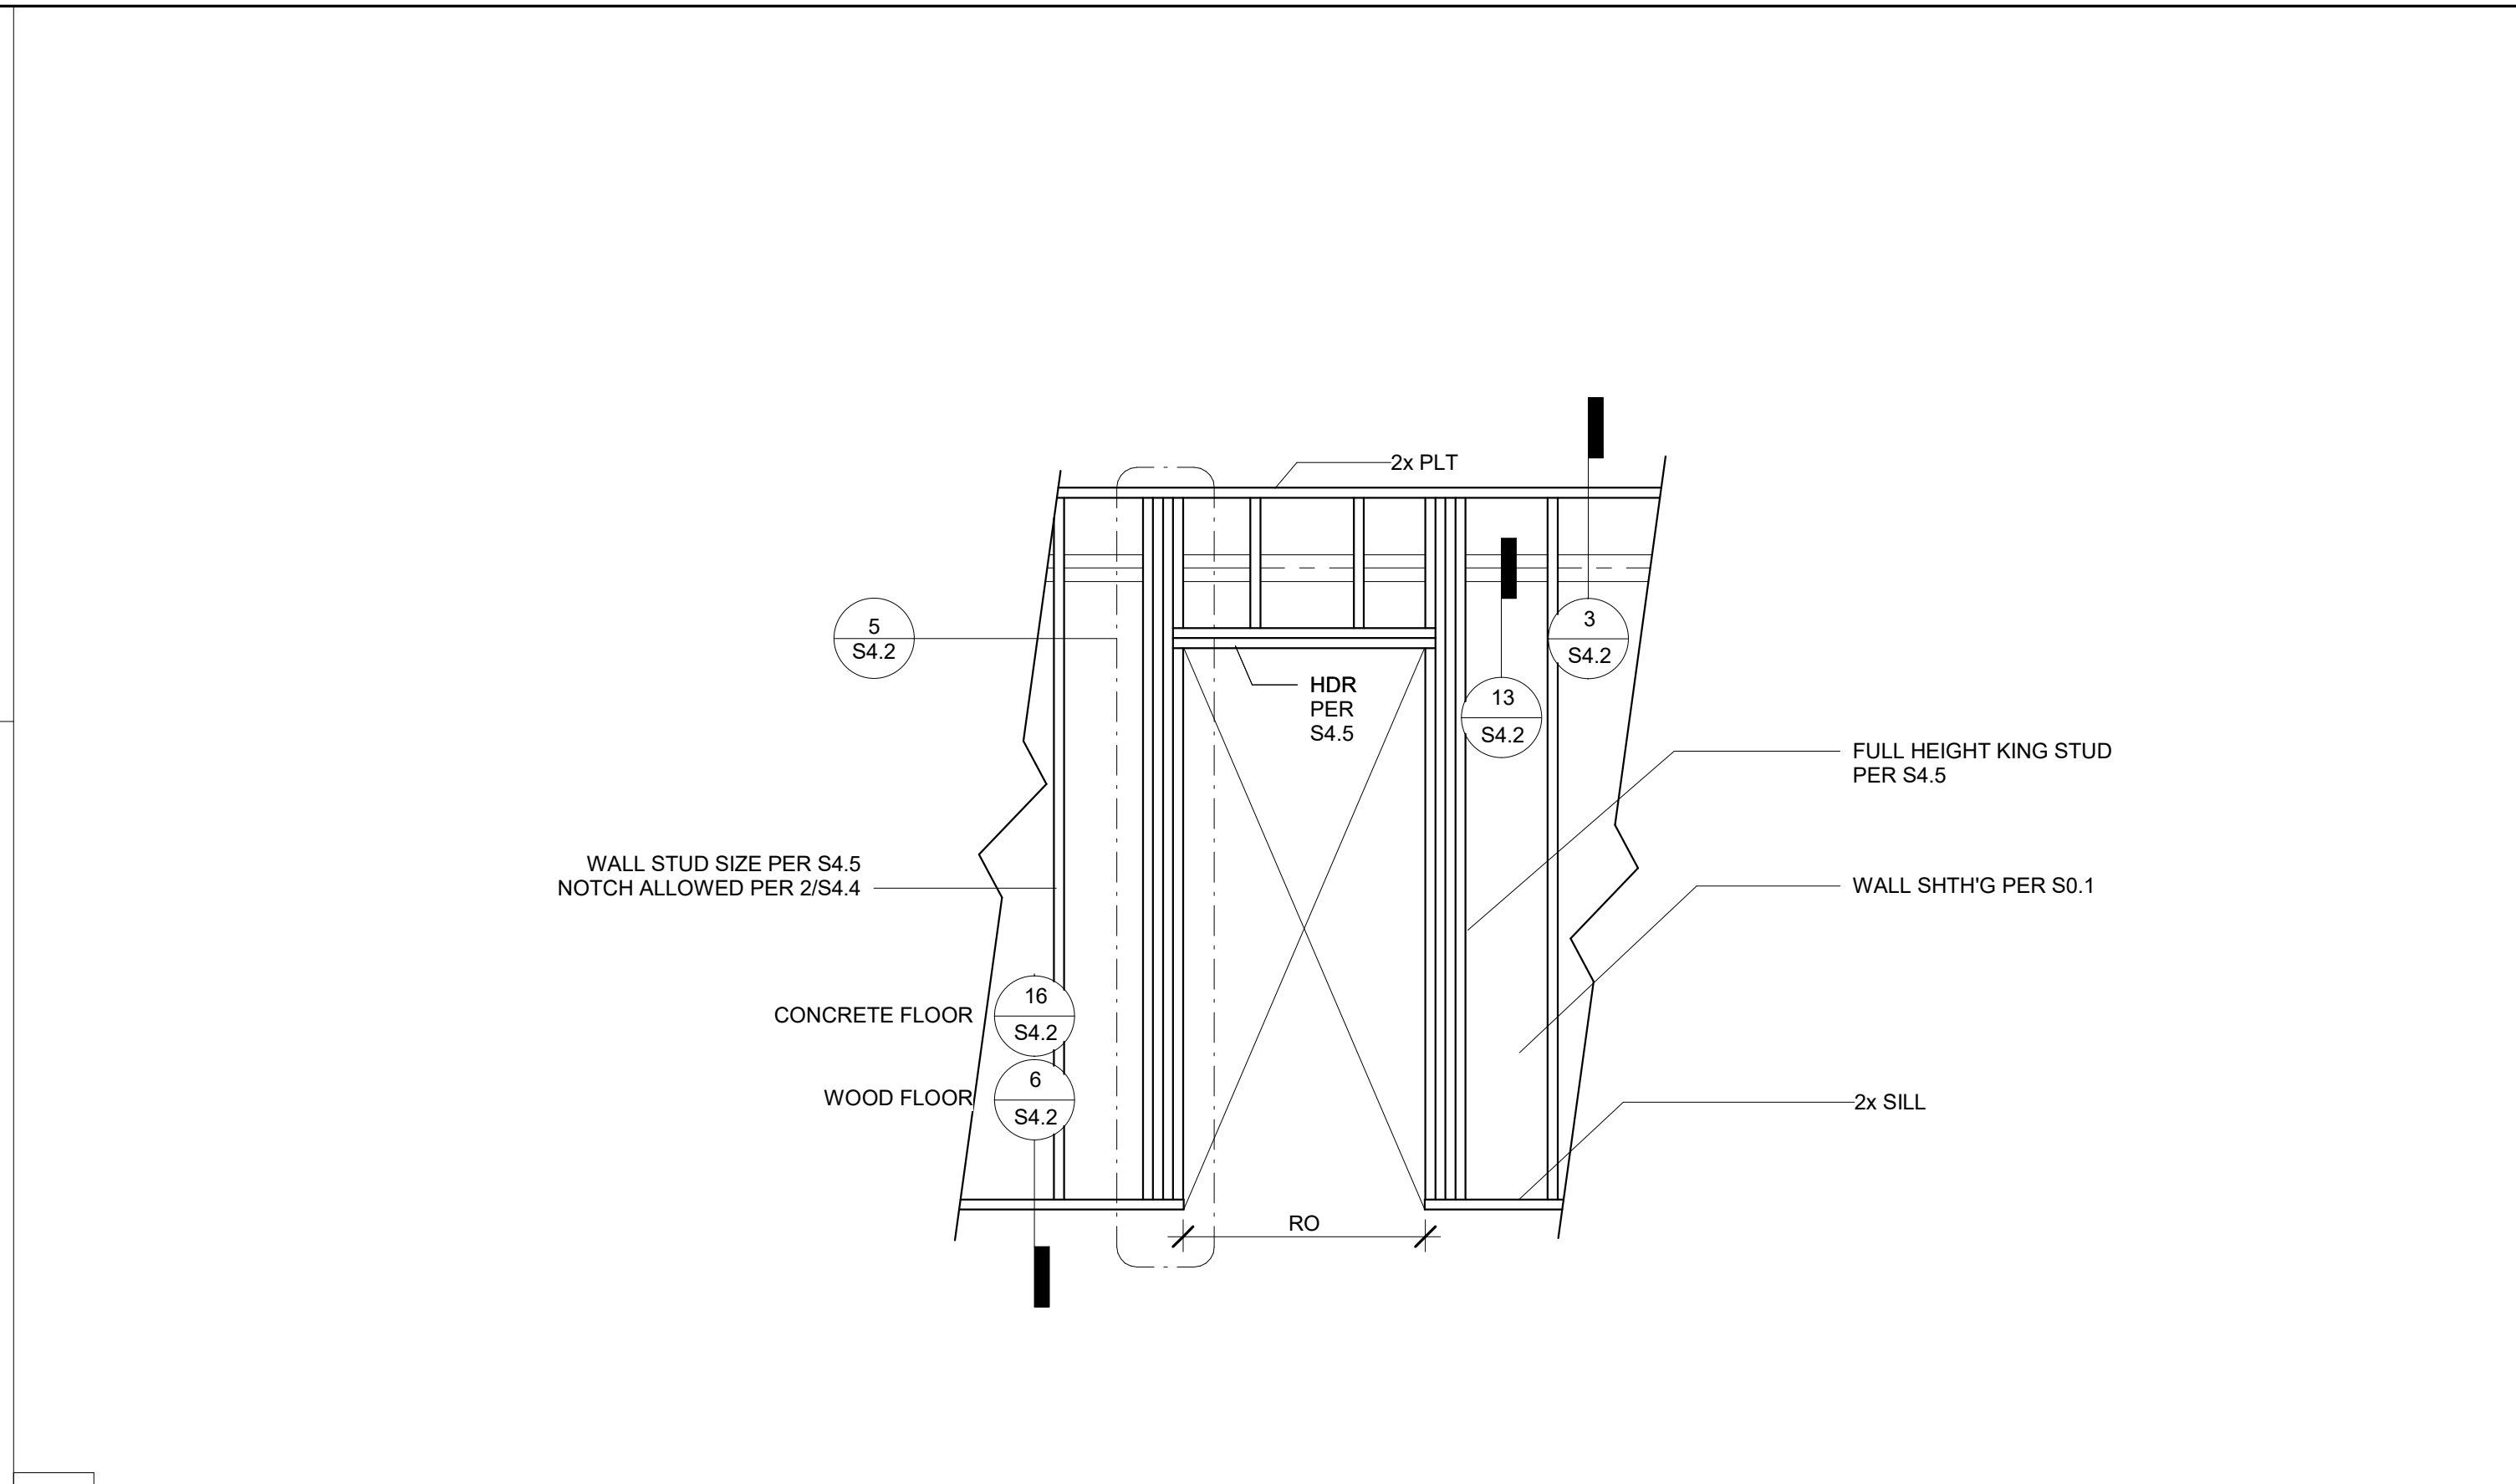 2x PLT
5
S4.2
3
S4.2
HDR
PER
S4.5
13
S4.2
FULL HEIGHT KING STUD
PER S4.5
WALL STUD SIZE PER S4.5
NOTCH ALLOWED PER 2/S4.4
WALL SHTH'G PER S0.1
CONCRETE FLOOR
16
S4.2
WOOD FLOOR
6
S4.2
2x SILL
RO